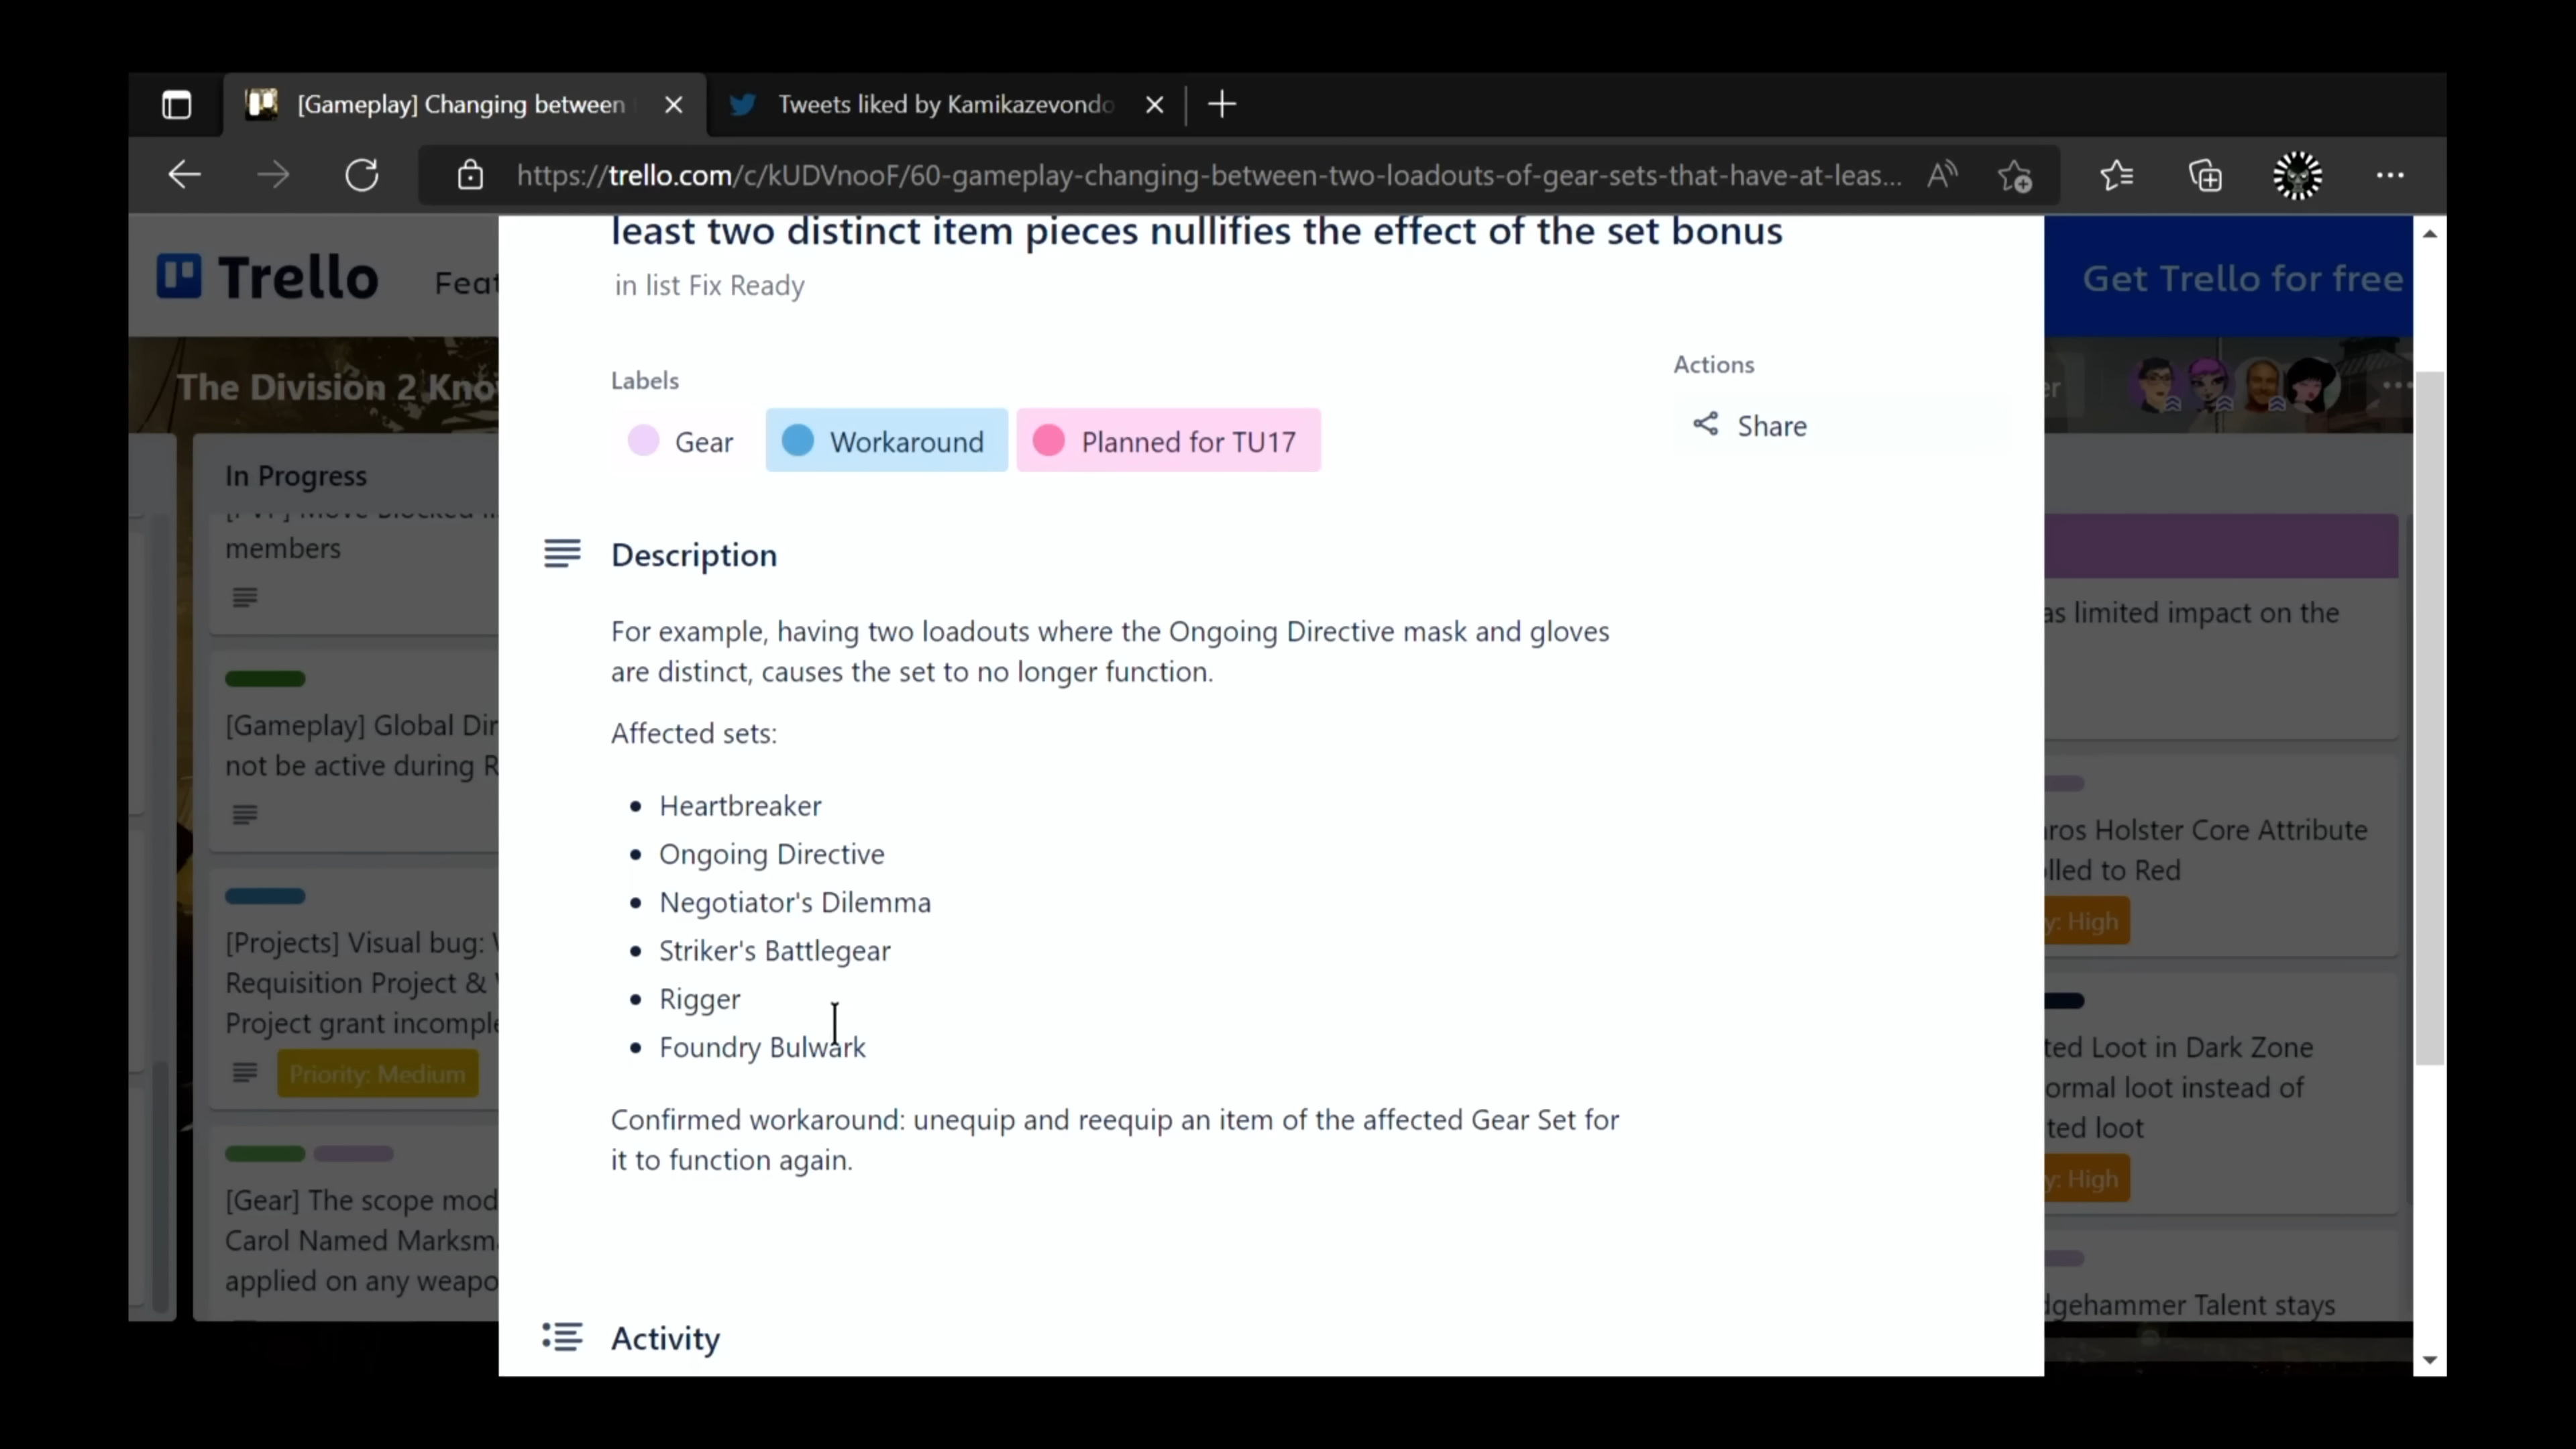 [Gameplay] Changing between
Tweets liked by Kamikazevondo
https://trello.com/c/kUDVnooF/60-gameplay-changing-between-two-loadouts-of-gear-sets-that-have-at-leas...
Trello
Feat
Get Trello for free
The Division 2 Kno
er
least two distinct item pieces nullifies the effect of the set bonus
in list Fix Ready
Labels
Gear
Workaround
Planned for TU17
Actions
Share
Description
For example, having two loadouts where the Ongoing Directive mask and gloves
are distinct, causes the set to no longer function.
Affected sets:
• Heartbreaker
• Ongoing Directive
• Negotiator's Dilemma
• Striker's Battlegear
• Rigger
• Foundry Bulwark
Confirmed workaround: unequip and reequip an item of the affected Gear Set for
it to function again.
Activity
In Progress
members
[Gameplay] Global Dir
not be active during R
[Projects] Visual bug: W
Requisition Project &
Project grant incomple
Priority: Medium
[Gear] The scope mod
Carol Named Marksma
applied on any weapo
as limited impact on the
ros Holster Core Attribute
lled to Red
y: High
ted Loot in Dark Zone
ormal loot instead of
ted loot
y: High
dgehammer Talent stays